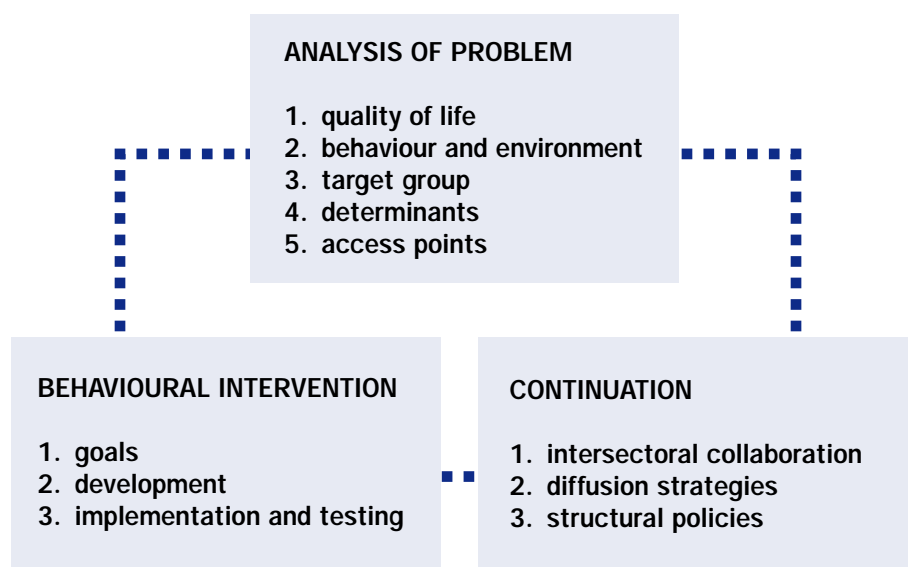 ANALYSIS OF PROBLEM
1. quality of life
2. behaviour and environment
3. target group
4. determinants
5. access points
BEHAVIOURAL INTERVENTION
1. goals
2. development
3. implementation and testing
CONTINUATION
1. intersectoral collaboration
2. diffusion strategies
3. structural policies